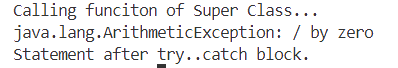 Calling funciton of Super Class...
java.lang.ArithmeticException: / by zero
Statement after try..catch block.